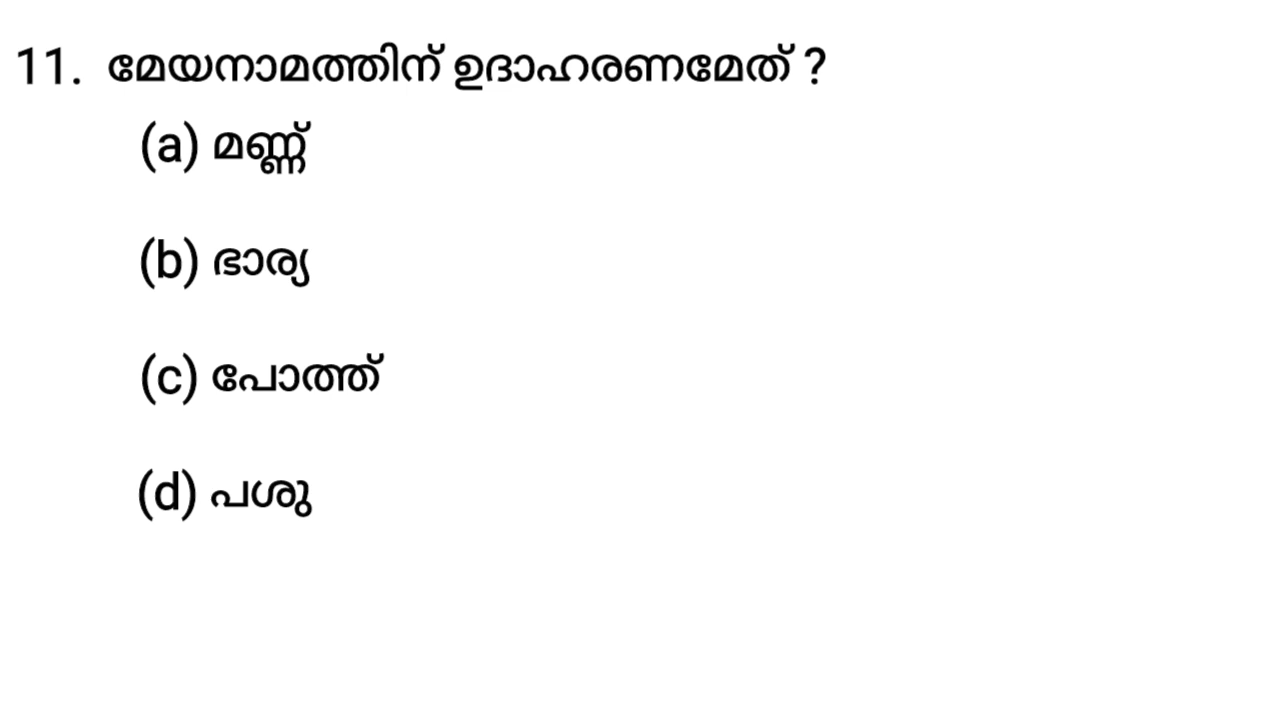 11. മേയനാമത്തിന് ഉദാഹരണമേത് ?
(a) മണ്ണ്
(b) ഭാര്യ
(c) പോത്ത്
(d) പശു